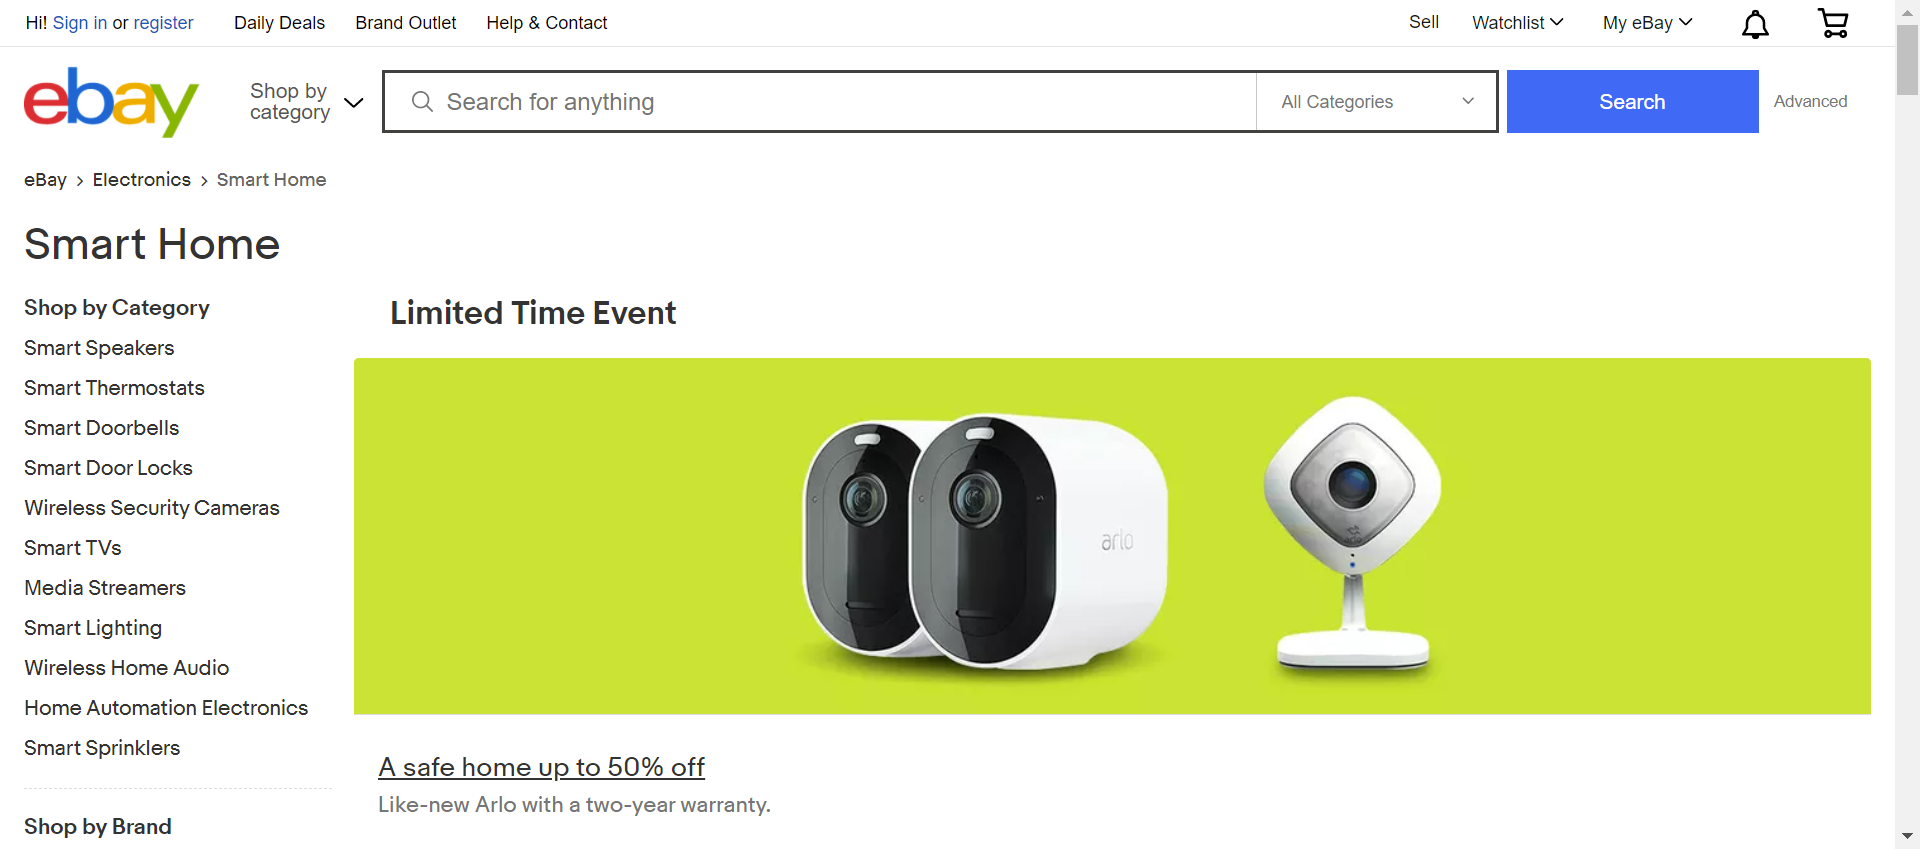 Hi! Sign in or register Daily Deals Brand Outlet Help & Contact Sell Watchlist My eBay
ebay
Shop by
category
Search for anything All Categories Search Advanced
eBay > Electronics > Smart Home
Smart Home
Shop by Category
Smart Speakers
Smart Thermostats
Smart Doorbells
Smart Door Locks
Wireless Security Cameras
Smart TVs
Media Streamers
Smart Lighting
Wireless Home Audio
Home Automation Electronics
Smart Sprinklers
Shop by Brand
Limited Time Event
arlo
arlo
A safe home up to 50% off
Like-new Arlo with a two-year warranty.